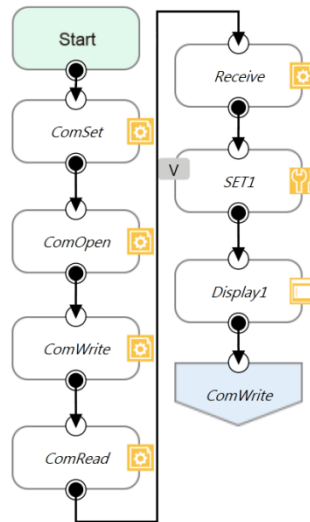 Start
ComSet
ComOpen
ComWrite
ComRead
Receive
V
SET1
Display1
ComWrite